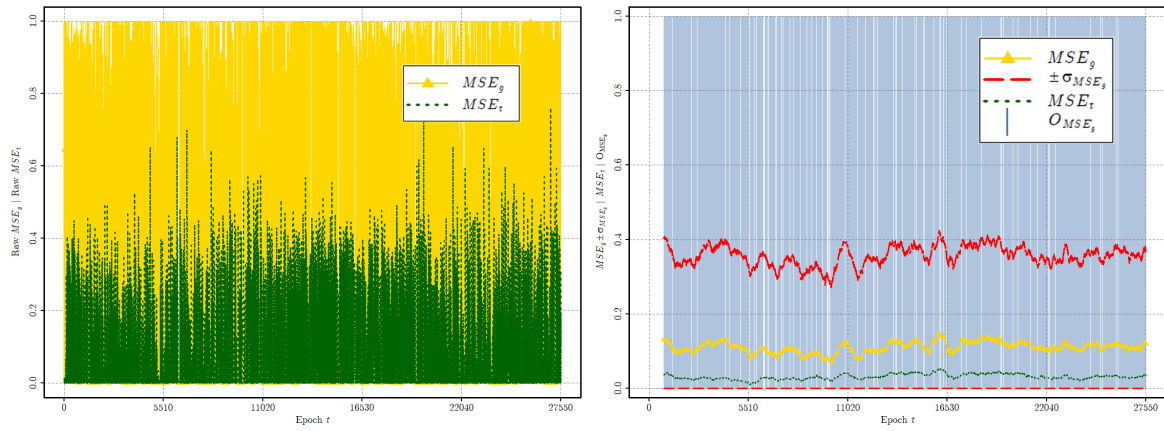 Raw MSE_g | Raw MSE_t
1.0
0.8
0.6
0.4
0.2
0.0
0 5510 11020 16630 22040 27550
Epoch t
MSE_g
MSE_t
MSE_g ±σ_MSE_g | MSE_t | O_MSE_g
1.0
0.8
0.6
0.4
0.2
0.0
0 5510 11020 16630 22040 27550
Epoch t
MSE_g
±σ_MSE_g
MSE_t
O_MSE_g